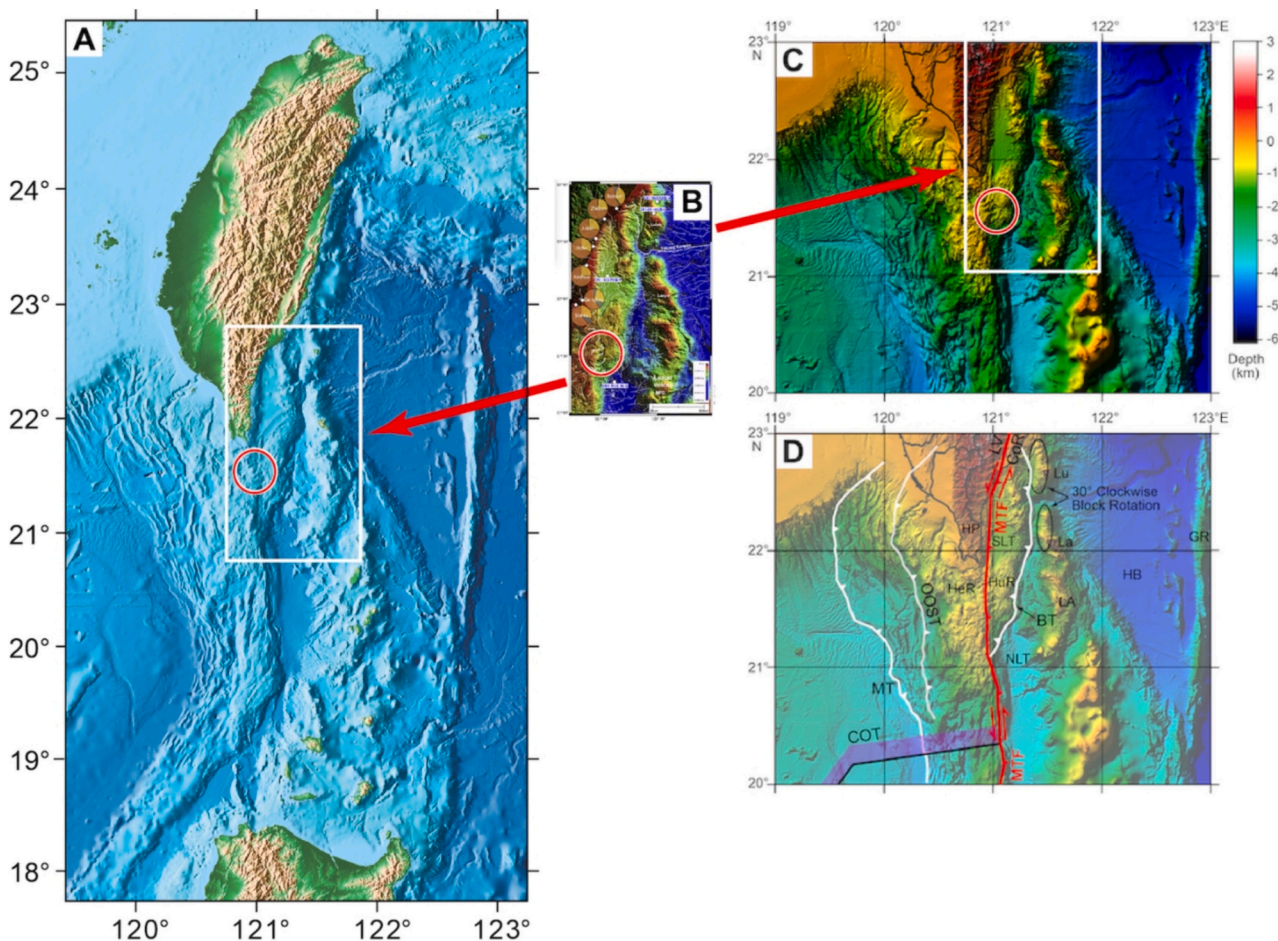 A
25°
24°
23°
22°
21°
20°
19°
18°
120°
121°
122°
123°
B
119°
120°
121°
122°
123°E
C
23°
N
22°
21°
20°
3
2
1
0
-1
-2
-3
-4
-5
-6
Depth
(km)
119°
120°
121°
122°
123°E
D
23°
N
22°
21°
20°
LV
CoR
Lu
30° Clockwise
Block Rotation
MTF
HP
SLT
La
GR
HB
HeR
HuR
OOST
LA
BT
NLT
MT
COT
MTF